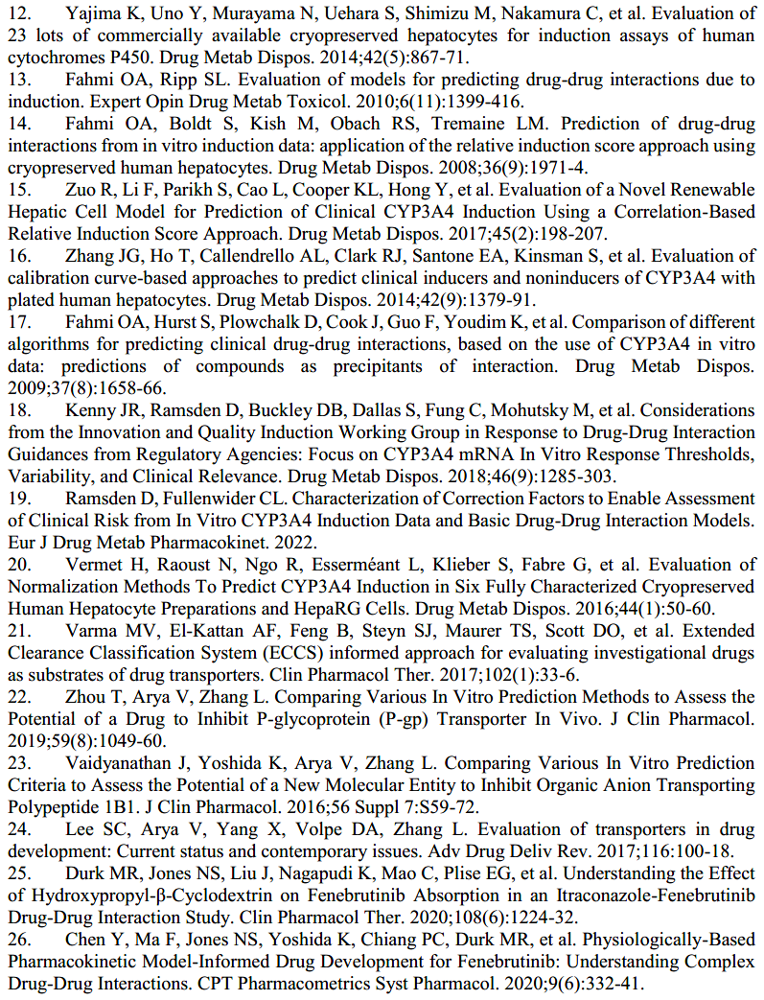 12. Yajima K, Uno Y, Murayama N, Uehara S, Shimizu M, Nakamura C, et al. Evaluation of
23 lots of commercially available cryopreserved hepatocytes for induction assays of human
cytochromes P450. Drug Metab Dispos. 2014;42(5):867-71.
13. Fahmi OA, Ripp SL. Evaluation of models for predicting drug-drug interactions due to
induction. Expert Opin Drug Metab Toxicol. 2010;6(11):1399-416.
14. Fahmi OA, Boldt S, Kish M, Obach RS, Tremaine LM. Prediction of drug-drug
interactions from in vitro induction data: application of the relative induction score approach using
cryopreserved human hepatocytes. Drug Metab Dispos. 2008;36(9):1971-4.
15. Zuo R, Li F, Parikh S, Cao L, Cooper KL, Hong Y, et al. Evaluation of a Novel Renewable
Hepatic Cell Model for Prediction of Clinical CYP3A4 Induction Using a Correlation-Based
Relative Induction Score Approach. Drug Metab Dispos. 2017;45(2):198-207.
16. Zhang JG, Ho T, Callendrello AL, Clark RJ, Santone EA, Kinsman S, et al. Evaluation of
calibration curve-based approaches to predict clinical inducers and noninducers of CYP3A4 with
plated human hepatocytes. Drug Metab Dispos. 2014;42(9):1379-91.
17. Fahmi OA, Hurst S, Plowchalk D, Cook J, Guo F, Youdim K, et al. Comparison of different
algorithms for predicting clinical drug-drug interactions, based on the use of CYP3A4 in vitro
data: predictions of compounds as precipitants of interaction. Drug Metab Dispos.
2009;37(8):1658-66.
18. Kenny JR, Ramsden D, Buckley DB, Dallas S, Fung C, Mohutsky M, et al. Considerations
from the Innovation and Quality Induction Working Group in Response to Drug-Drug Interaction
Guidances from Regulatory Agencies: Focus on CYP3A4 mRNA In Vitro Response Thresholds,
Variability, and Clinical Relevance. Drug Metab Dispos. 2018;46(9):1285-303.
19. Ramsden D, Fullenwider CL. Characterization of Correction Factors to Enable Assessment
of Clinical Risk from In Vitro CYP3A4 Induction Data and Basic Drug-Drug Interaction Models.
Eur J Drug Metab Pharmacokinet. 2022.
20. Vermet H, Raoust N, Ngo R, Esserméant L, Klieber S, Fabre G, et al. Evaluation of
Normalization Methods To Predict CYP3A4 Induction in Six Fully Characterized Cryopreserved
Human Hepatocyte Preparations and HepaRG Cells. Drug Metab Dispos. 2016;44(1):50-60.
21. Varma MV, El-Kattan AF, Feng B, Steyn SJ, Maurer TS, Scott DO, et al. Extended
Clearance Classification System (ECCS) informed approach for evaluating investigational drugs
as substrates of drug transporters. Clin Pharmacol Ther. 2017;102(1):33-6.
22. Zhou T, Arya V, Zhang L. Comparing Various In Vitro Prediction Methods to Assess the
Potential of a Drug to Inhibit P-glycoprotein (P-gp) Transporter In Vivo. J Clin Pharmacol.
2019;59(8):1049-60.
23. Vaidyanathan J, Yoshida K, Arya V, Zhang L. Comparing Various In Vitro Prediction
Criteria to Assess the Potential of a New Molecular Entity to Inhibit Organic Anion Transporting
Polypeptide 1B1. J Clin Pharmacol. 2016;56 Suppl 7:S59-72.
24. Lee SC, Arya V, Yang X, Volpe DA, Zhang L. Evaluation of transporters in drug
development: Current status and contemporary issues. Adv Drug Deliv Rev. 2017;116:100-18.
25. Durk MR, Jones NS, Liu J, Nagapudi K, Mao C, Plise EG, et al. Understanding the Effect
of Hydroxypropyl-β-Cyclodextrin on Fenebrutinib Absorption in an Itraconazole-Fenebrutinib
Drug-Drug Interaction Study. Clin Pharmacol Ther. 2020;108(6):1224-32.
26. Chen Y, Ma F, Jones NS, Yoshida K, Chiang PC, Durk MR, et al. Physiologically-Based
Pharmacokinetic Model-Informed Drug Development for Fenebrutinib: Understanding Complex
Drug-Drug Interactions. CPT Pharmacometrics Syst Pharmacol. 2020;9(6):332-41.